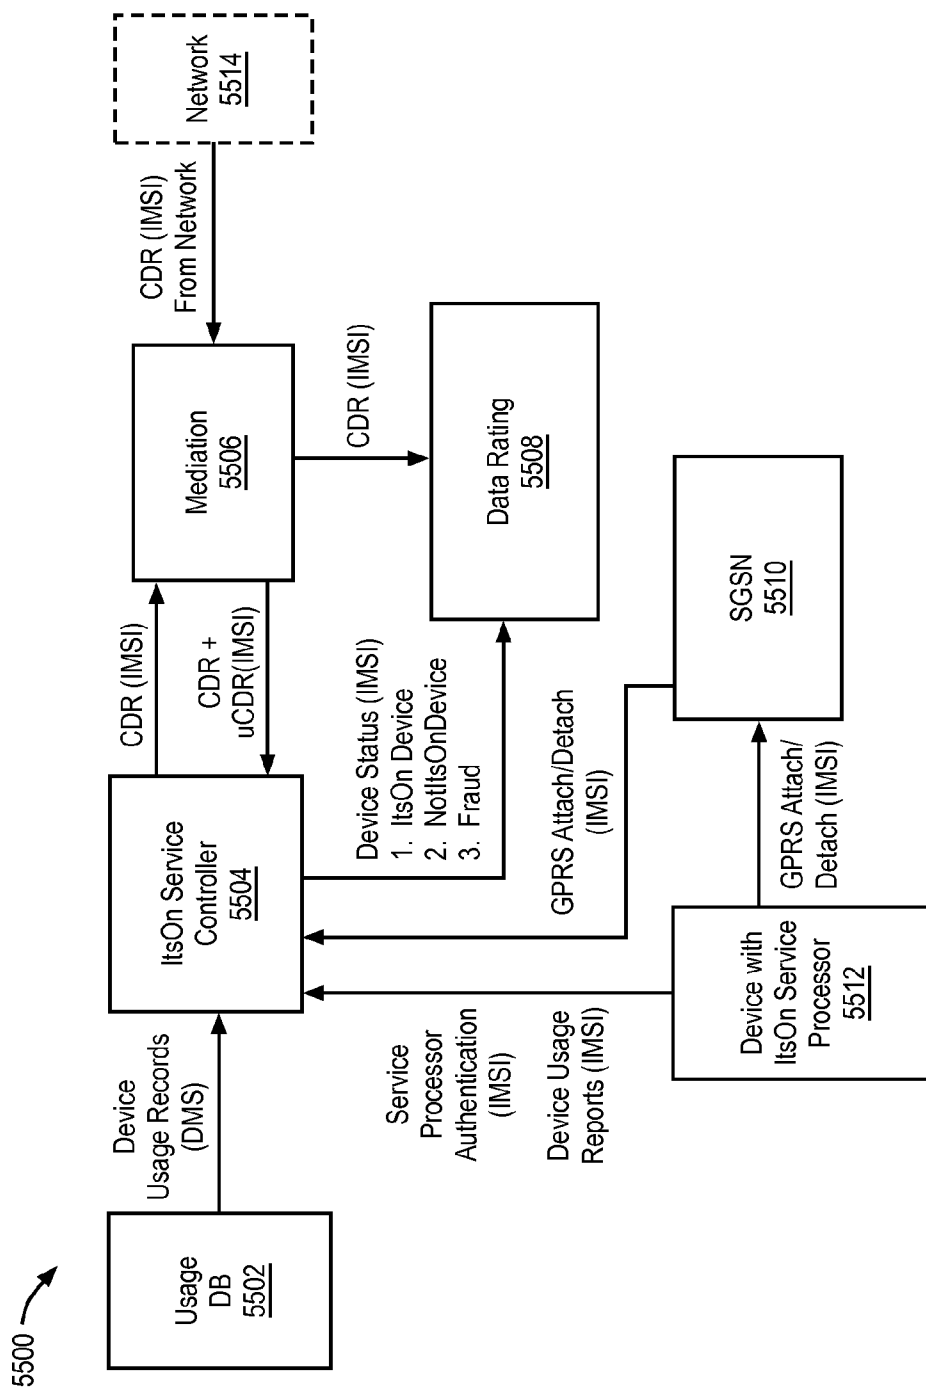 5500
Usage
DB
5502
Device
Usage Records
(DMS)
ItsOn Service
Controller
5504
CDR (IMSI)
CDR +
uCDR(IMSI)
Mediation
5506
CDR (IMSI)
From Network
Network
5514
CDR (IMSI)
Device Status (IMSI)
1. ItsOn Device
2. NotItsOnDevice
3. Fraud
Data Rating
5508
Service
Processor
Authentication
(IMSI)
Device Usage
Reports (IMSI)
GPRS Attach/Detach
(IMSI)
Device with
ItsOn Service
Processor
5512
GPRS Attach/
Detach (IMSI)
SGSN
5510